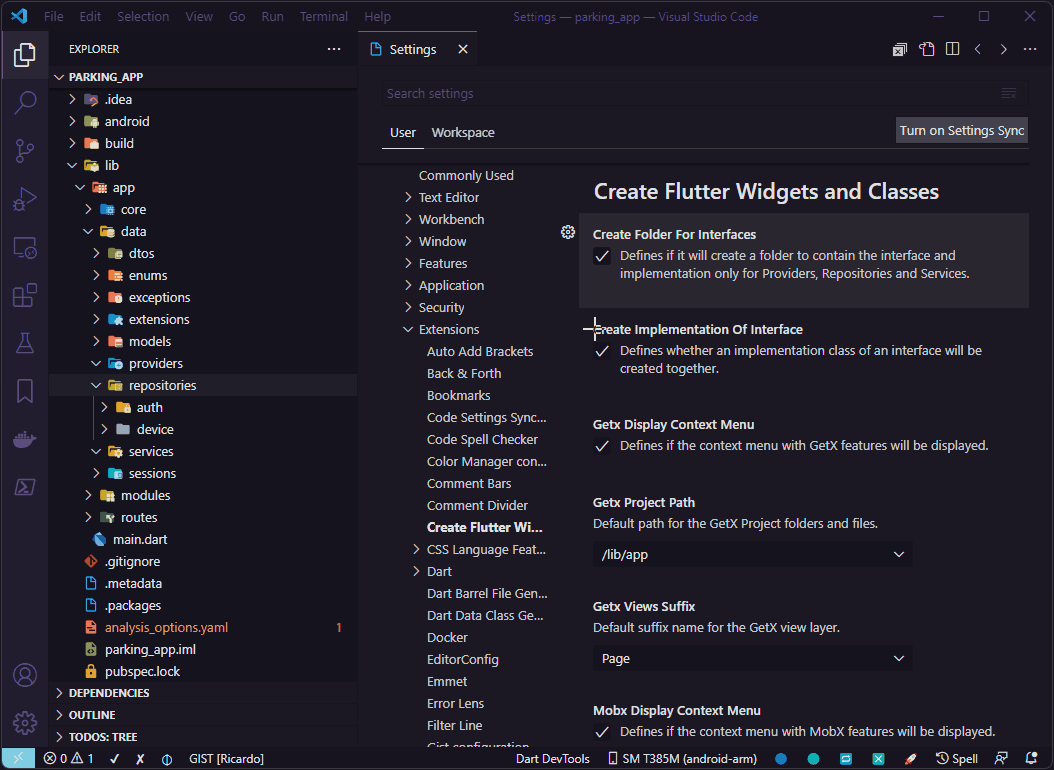 File Edit Selection View Go Run Terminal Help
Settings — parking_app — Visual Studio Code
EXPLORER
PARKING_APP
.idea
android
build
lib
app
core
data
dtos
enums
exceptions
extensions
models
providers
repositories
auth
device
services
sessions
modules
routes
main.dart
.gitignore
.metadata
.packages
analysis_options.yaml 1
parking_app.iml
pubspec.lock
DEPENDENCIES
OUTLINE
TODOS: TREE
Settings
Search settings
User Workspace
Turn on Settings Sync
Commonly Used
Text Editor
Workbench
Window
Features
Application
Security
Extensions
Auto Add Brackets
Back & Forth
Bookmarks
Code Settings Sync...
Code Spell Checker
Color Manager con...
Comment Bars
Comment Divider
Create Flutter Wi...
CSS Language Feat...
Dart
Dart Barrel File Gen...
Dart Data Class Ge...
Docker
EditorConfig
Emmet
Error Lens
Filter Line
Gist configuration
Create Flutter Widgets and Classes
Create Folder For Interfaces
Defines if it will create a folder to contain the interface and
implementation only for Providers, Repositories and Services.
Create Implementation Of Interface
Defines whether an implementation class of an interface will be
created together.
Getx Display Context Menu
Defines if the context menu with GetX features will be displayed.
Getx Project Path
Default path for the GetX Project folders and files.
/lib/app
Getx Views Suffix
Default suffix name for the GetX view layer.
Page
Mobx Display Context Menu
Defines if the context menu with MobX features will be displayed.
0 1 GIST [Ricardo] Dart DevTools SM T385M (android-arm) Spell